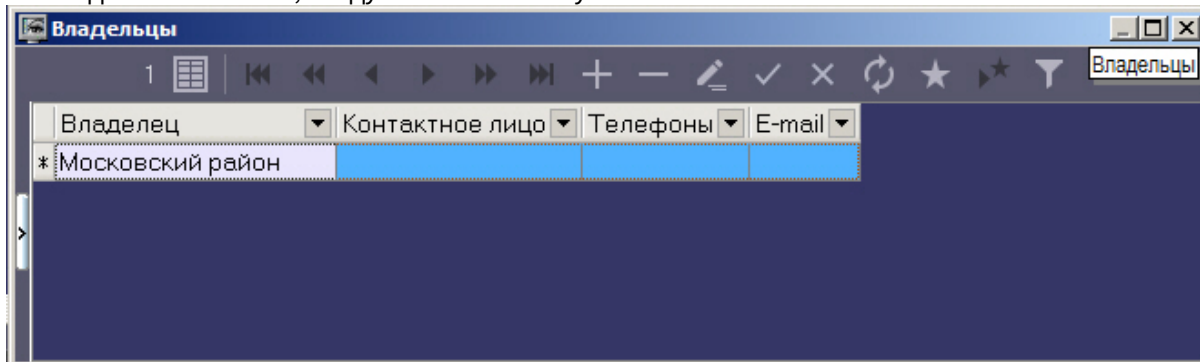 Владельцы
1
Владельцы
Владелец Контактное лицо Телефоны E-mail
* Московский район